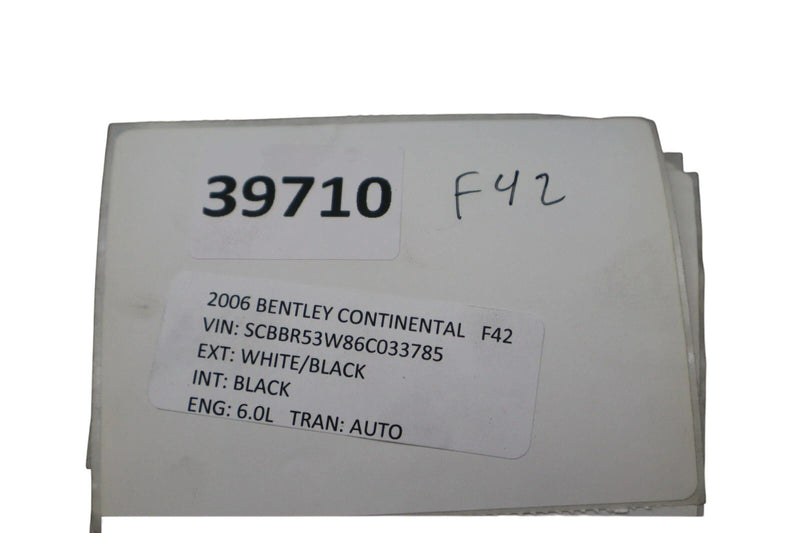 39710 F42
2006 BENTLEY CONTINENTAL F42
VIN: SCBBR53W86C033785
EXT: WHITE/BLACK
INT: BLACK
ENG: 6.0L TRAN: AUTO